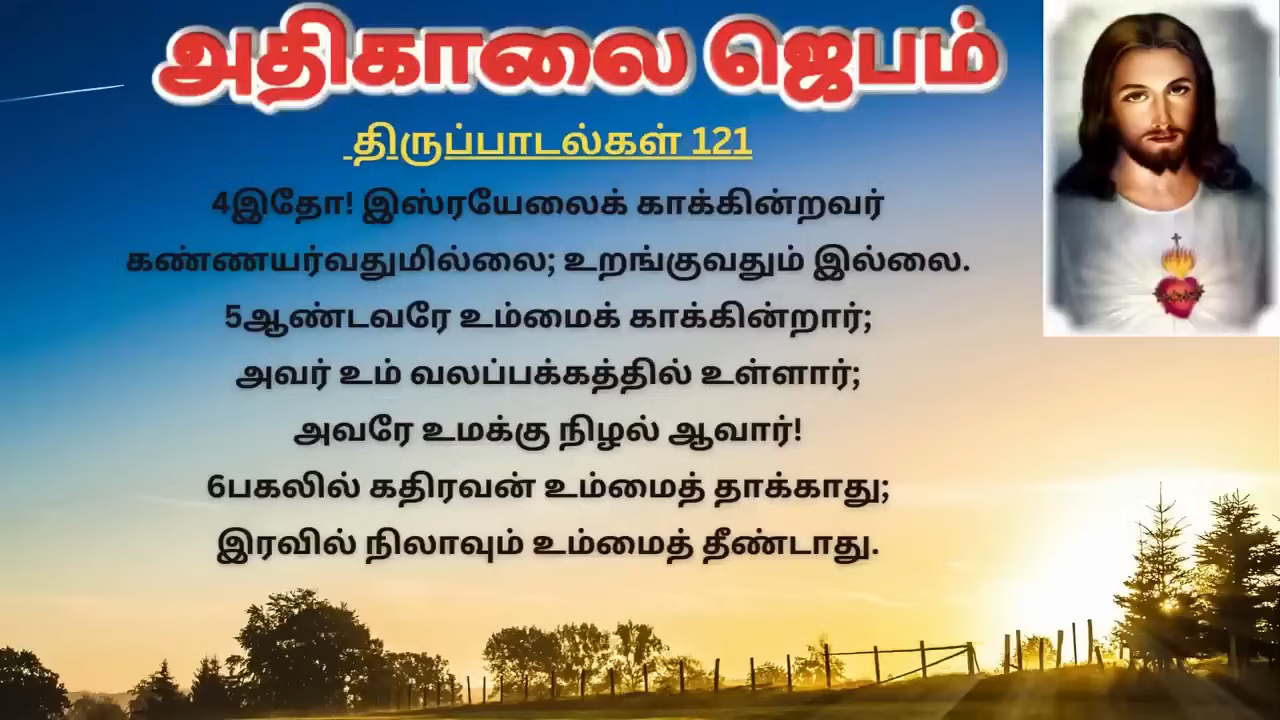 அதிகாலை ஜெபம்
திருப்பாடல்கள் 121
4இதோ! இஸ்ரயேலைக் காக்கின்றவர்
கண்ணயர்வதுமில்லை; உறங்குவதும் இல்லை.
5ஆண்டவரே உம்மைக் காக்கின்றார்;
அவர் உம் வலப்பக்கத்தில் உள்ளார்;
அவரே உமக்கு நிழல் ஆவார்!
6பகலில் கதிரவன் உம்மைத் தாக்காது;
இரவில் நிலாவும் உம்மைத் தீண்டாது.